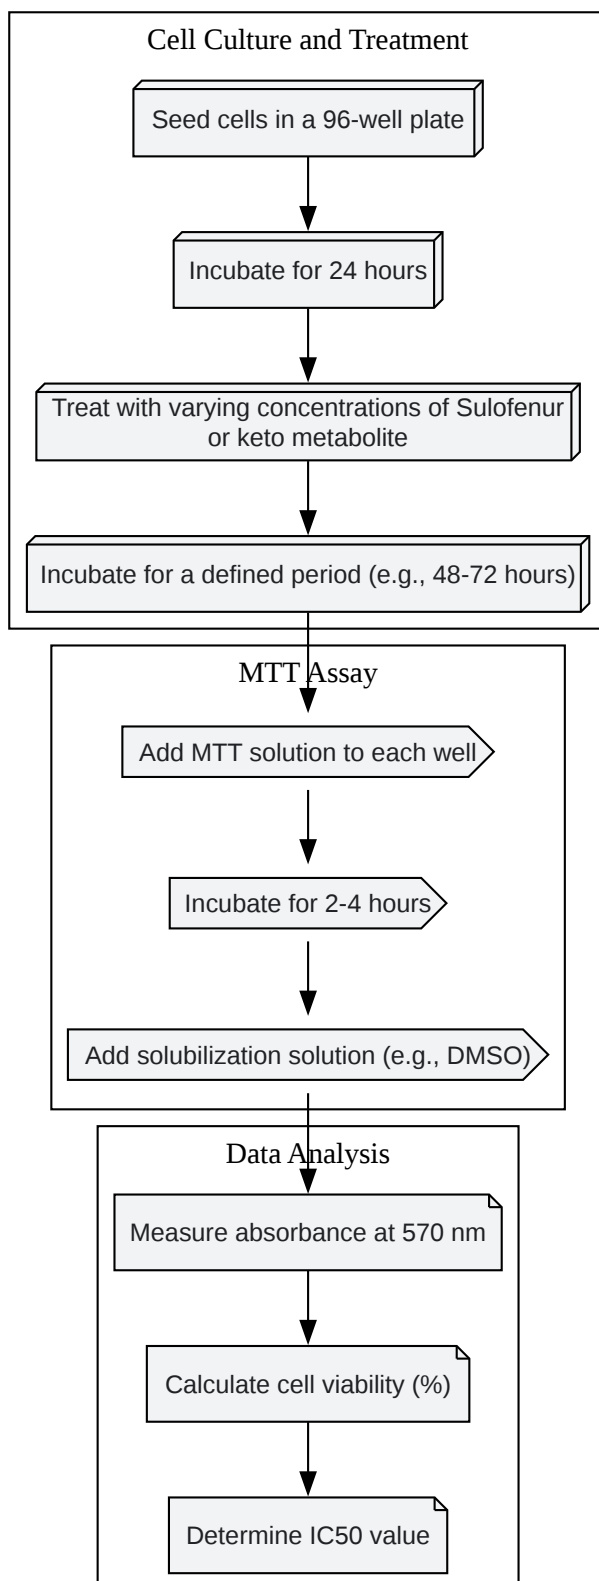 Cell Culture and Treatment
Seed cells in a 96-well plate
Incubate for 24 hours
Treat with varying concentrations of Sulofenur
or keto metabolite
Incubate for a defined period (e.g., 48-72 hours)
MTT Assay
Add MTT solution to each well
Incubate for 2-4 hours
Add solubilization solution (e.g., DMSO)
Data Analysis
Measure absorbance at 570 nm
Calculate cell viability (%)
Determine IC50 value